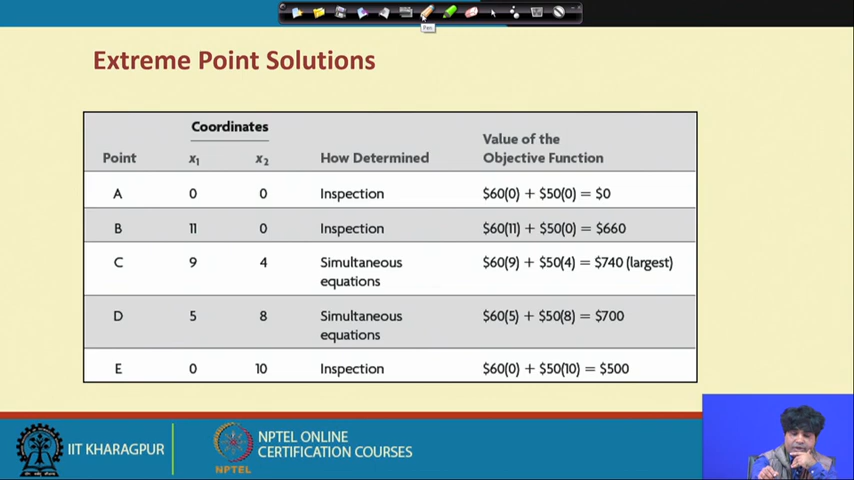 Pen
Extreme Point Solutions
Coordinates
Value of the
Point x₁ x₂ How Determined Objective Function
A 0 0 Inspection $60(0) + $50(0) = $0
B 11 0 Inspection $60(11) + $50(0) = $660
C 9 4 Simultaneous $60(9) + $50(4) = $740 (largest)
equations
D 5 8 Simultaneous $60(5) + $50(8) = $700
equations
E 0 10 Inspection $60(0) + $50(10) = $500
IIT KHARAGPUR
NPTEL
NPTEL ONLINE
CERTIFICATION COURSES